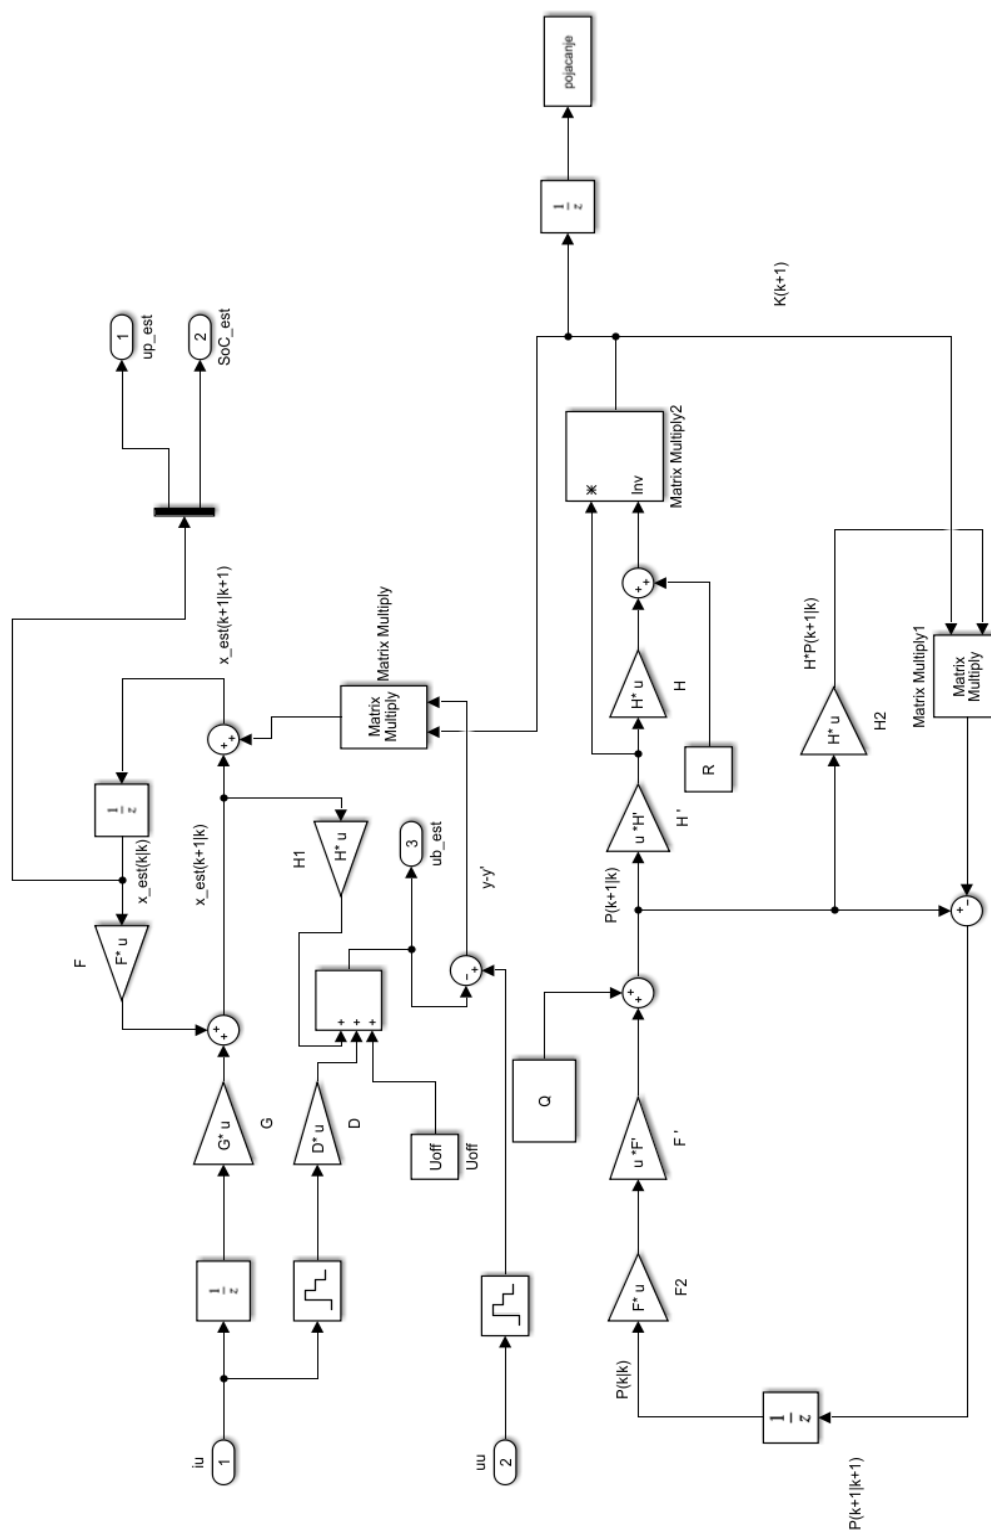 iu
1
1
z
G* u
G
+
+
x_est(k+1|k)
+
+
x_est(k+1|k+1)
F
F* u
x_est(k|k)
1
z
1
up_est
2
SoC_est
D* u
D
Uoff
Uoff
+
+
+
H1
H* u
3
ub_est
Matrix
Multiply
Matrix Multiply
uu
2
-
+
y-y'
Q
P(k|k)
F* u
F2
u *F'
F '
+
+
P(k+1|k)
u *H'
H '
H* u
H
R
+
+
*
Inv
Matrix Multiply2
1
z
pojacanje
K(k+1)
1
z
P(k+1|k+1)
H* u
H2
H*P(k+1|k)
Matrix
Multiply
Matrix Multiply1
+
-